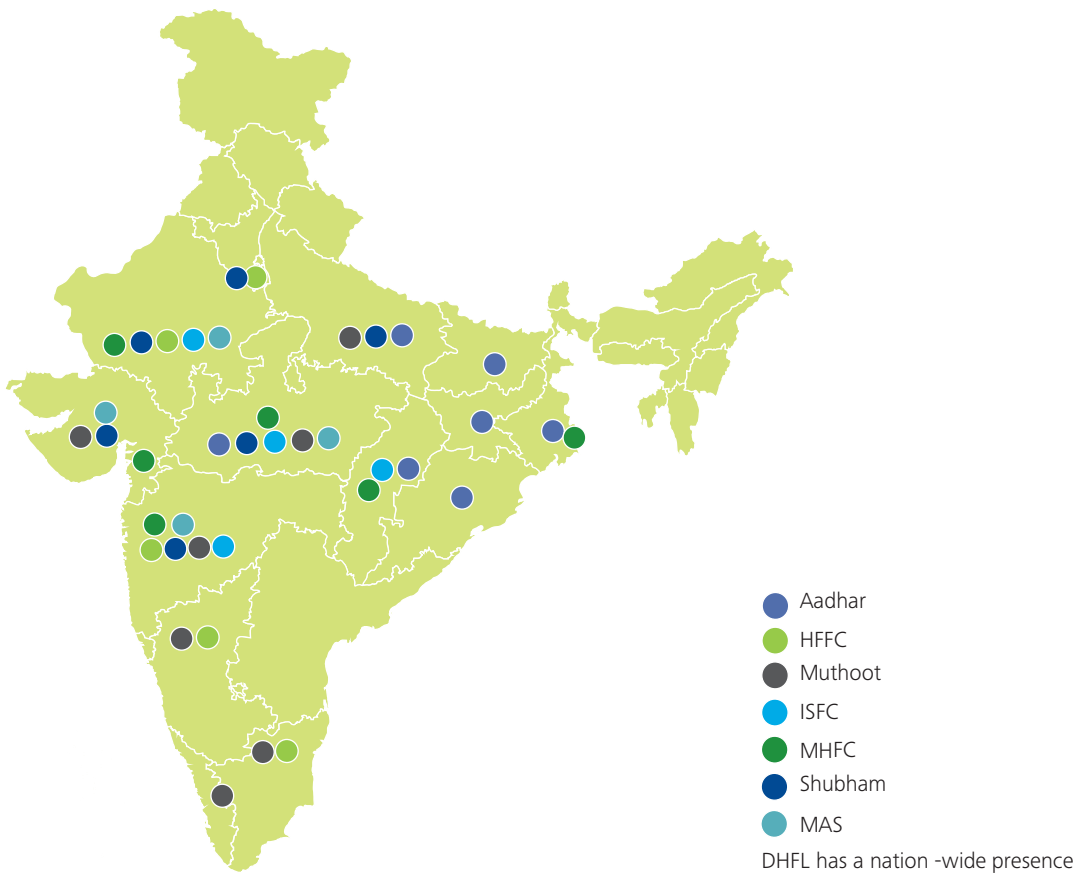 Aadhar
HFFC
Muthoot
ISFC
MHFC
Shubham
MAS
DHFL has a nation -wide presence